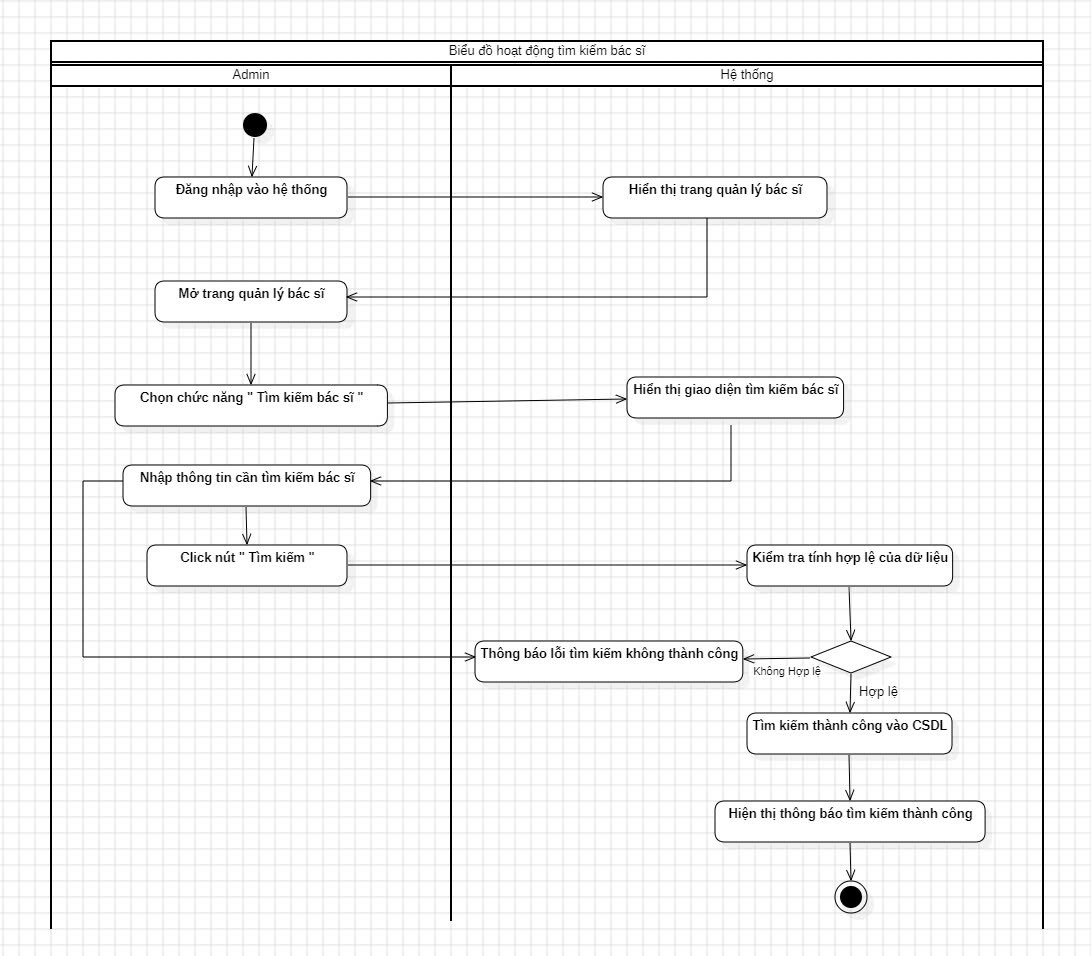 Biểu đồ hoạt động tìm kiếm bác sĩ
Admin
Hệ thống
Đăng nhập vào hệ thống
Hiển thị trang quản lý bác sĩ
Mở trang quản lý bác sĩ
Chọn chức năng " Tìm kiếm bác sĩ "
Hiển thị giao diện tìm kiếm bác sĩ
Nhập thông tin cần tìm kiếm bác sĩ
Click nút " Tìm kiếm "
Kiểm tra tính hợp lệ của dữ liệu
Thông báo lỗi tìm kiếm không thành công
Không Hợp lệ
Hợp lệ
Tìm kiếm thành công vào CSDL
Hiện thị thông báo tìm kiếm thành công